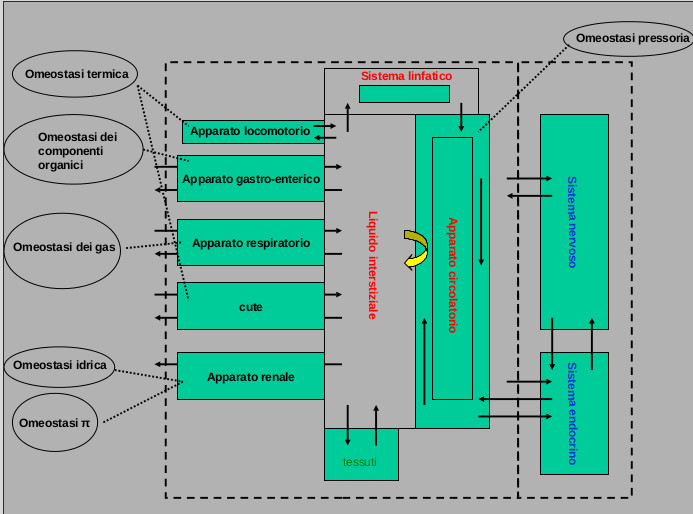 Omeostasi pressoria
Sistema linfatico
Omeostasi termica
Apparato locomotorio
Omeostasi dei
componenti
organici
Apparato gastro-enterico
Omeostasi dei gas
Apparato respiratorio
cute
Omeostasi idrica
Apparato renale
Omeostasi π
Liquido interstiziale
Apparato circolatorio
Sistema nervoso
Sistema endocrino
tessuti